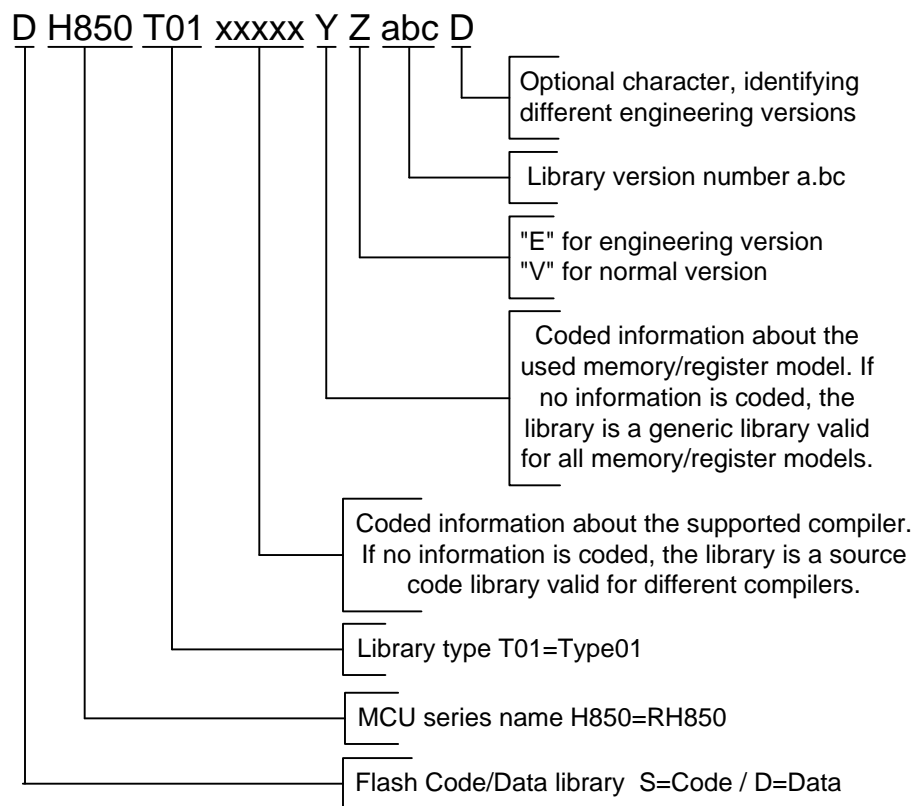 D H850 T01 xxxxx Y Z abc D
Optional character, identifying
different engineering versions
Library version number a.bc
"E" for engineering version
"V" for normal version
Coded information about the
used memory/register model. If
no information is coded, the
library is a generic library valid
for all memory/register models.
Coded information about the supported compiler.
If no information is coded, the library is a source
code library valid for different compilers.
Library type T01=Type01
MCU series name H850=RH850
Flash Code/Data library S=Code / D=Data